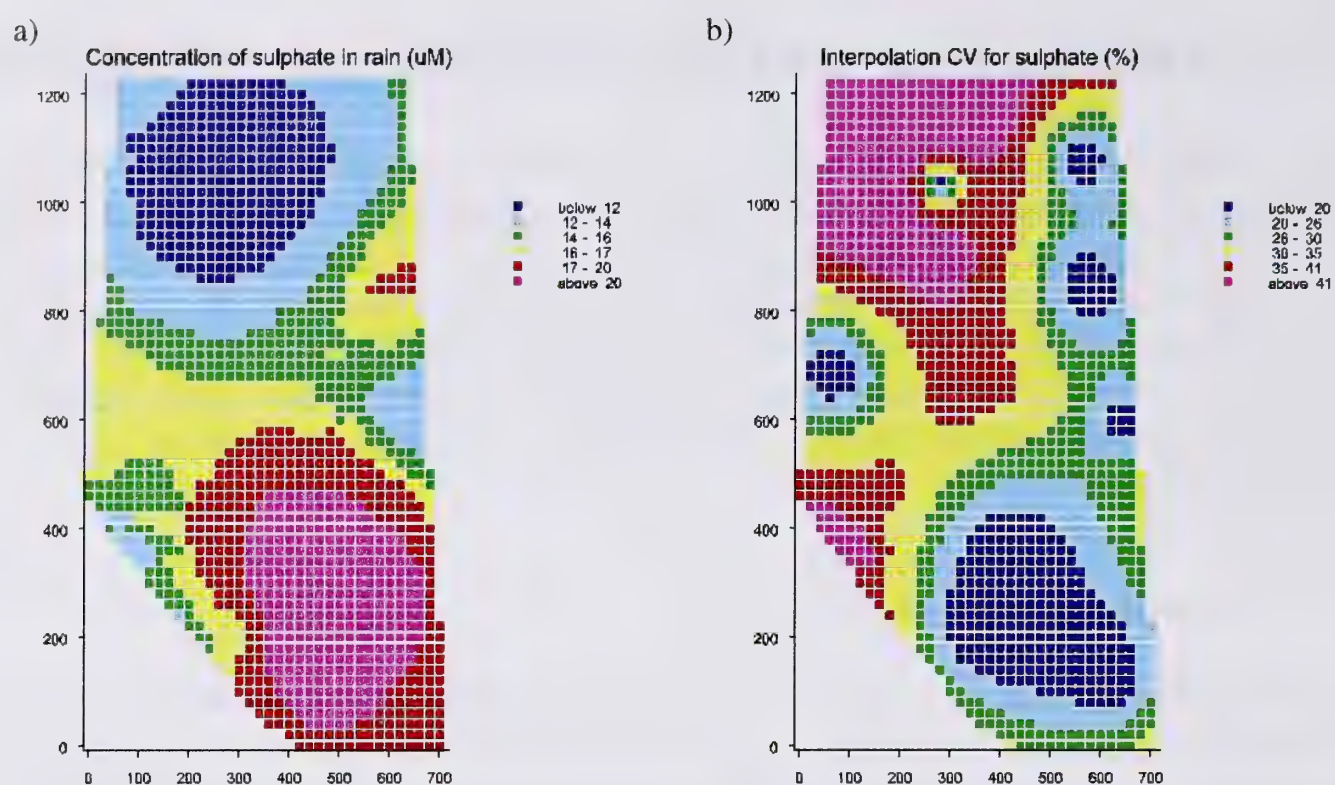 a)
Concentration of sulphate in rain (uM)
1200
1000
800
600
400
200
0
0 100 200 300 400 500 600 700
below 12
12 - 14
14 - 16
16 - 17
17 - 20
above 20
b)
Interpolation CV for sulphate (%)
1200
1000
800
600
400
200
0
0 100 200 300 400 500 600 700
below 20
20 - 26
26 - 30
30 - 35
35 - 41
above 41